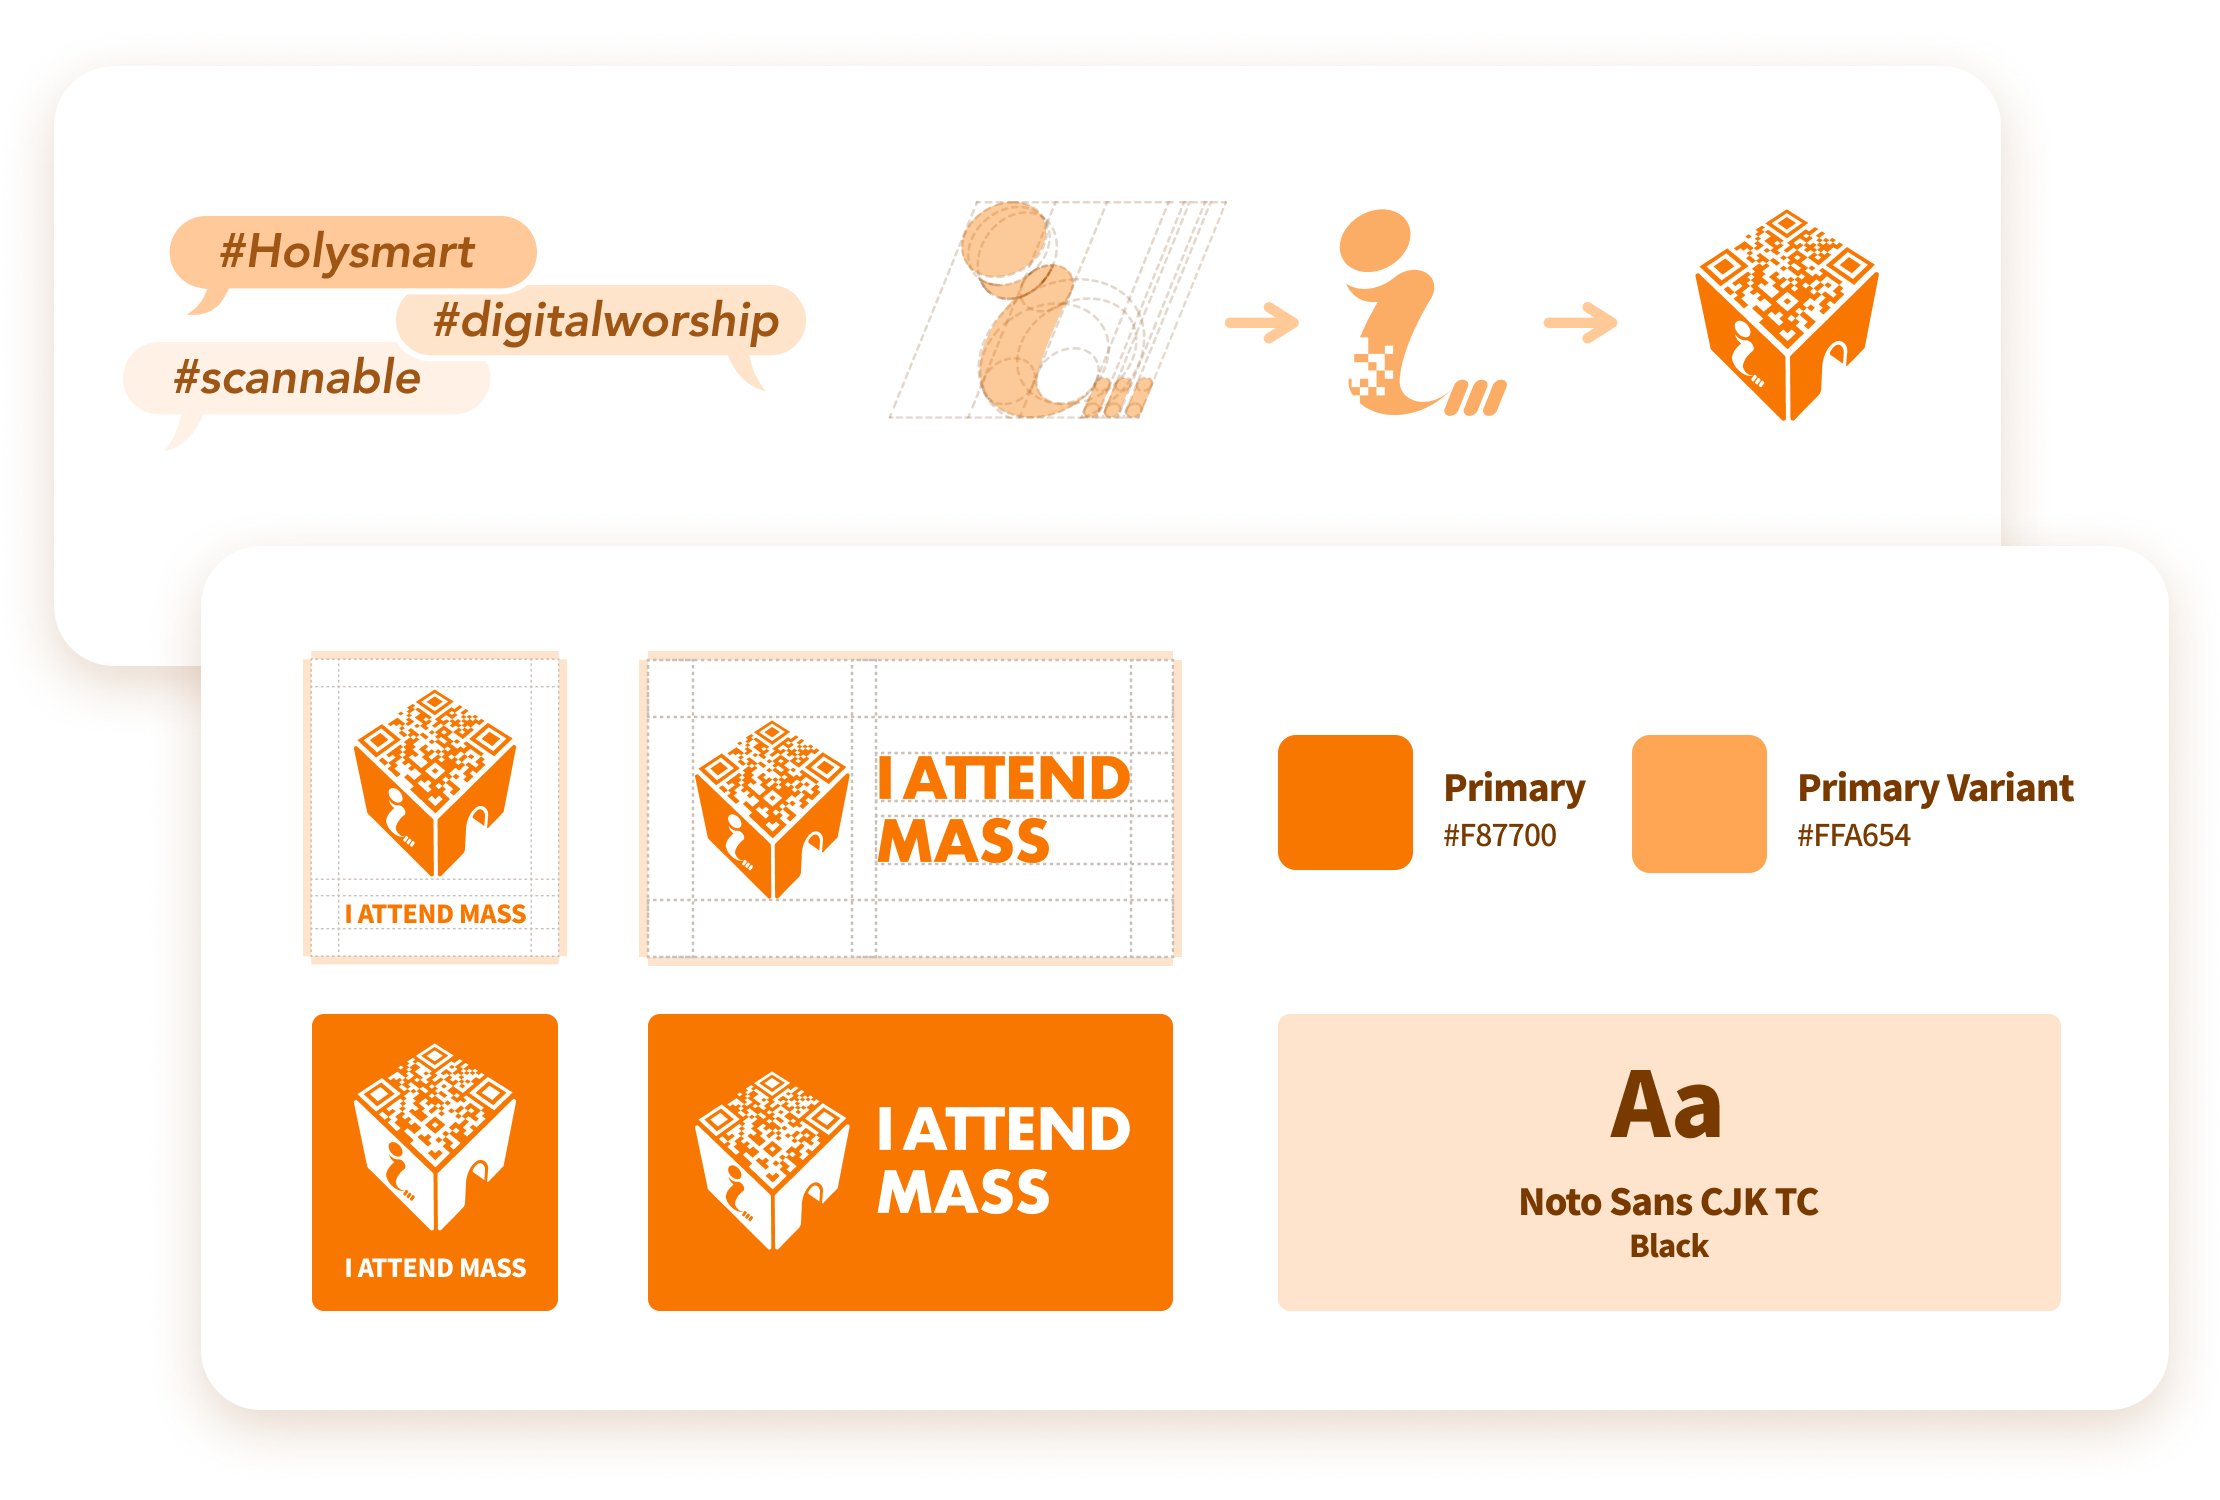 #Holysmart
#digitalworship
#scannable
I ATTEND MASS
I ATTEND
MASS
Primary
#F87700
Primary Variant
#FFA654
I ATTEND MASS
I ATTEND
MASS
Aa
Noto Sans CJK TC
Black